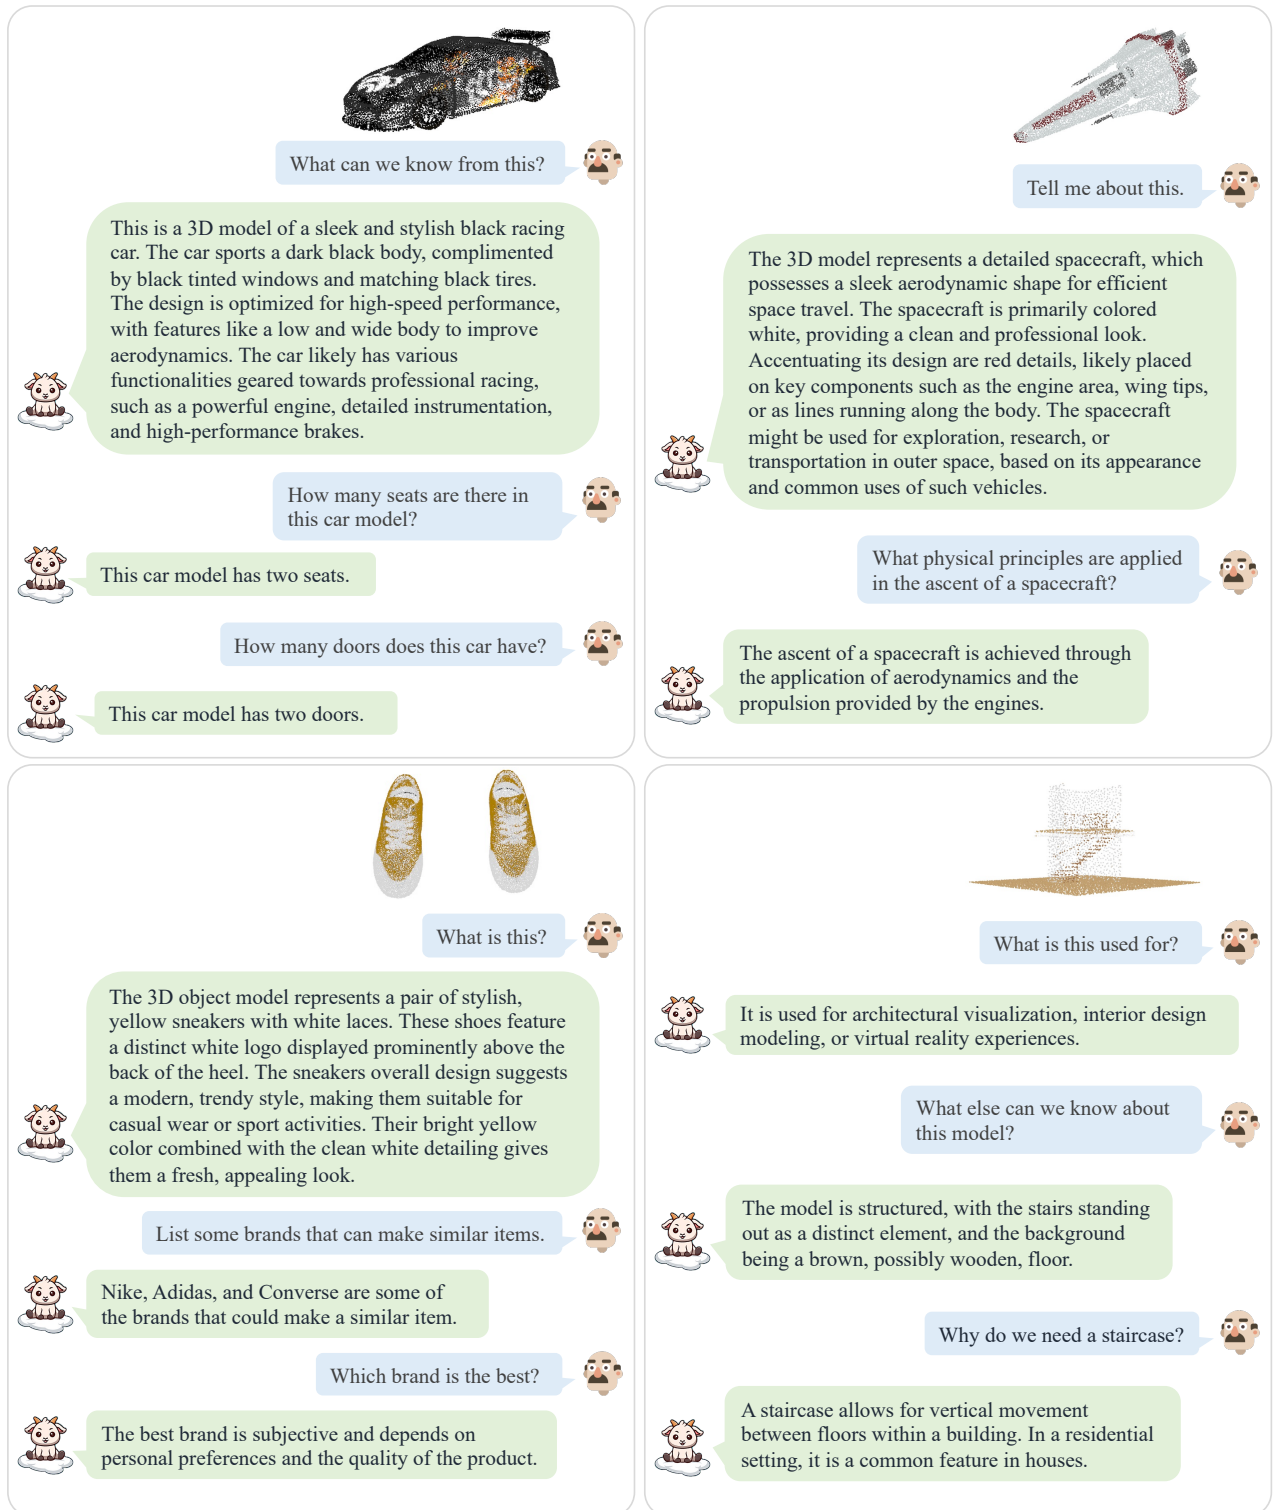 What can we know from this?
This is a 3D model of a sleek and stylish black racing
car. The car sports a dark black body, complimented
by black tinted windows and matching black tires.
The design is optimized for high-speed performance,
with features like a low and wide body to improve
aerodynamics. The car likely has various
functionalities geared towards professional racing,
such as a powerful engine, detailed instrumentation,
and high-performance brakes.
How many seats are there in
this car model?
This car model has two seats.
How many doors does this car have?
This car model has two doors.
Tell me about this.
The 3D model represents a detailed spacecraft, which
possesses a sleek aerodynamic shape for efficient
space travel. The spacecraft is primarily colored
white, providing a clean and professional look.
Accentuating its design are red details, likely placed
on key components such as the engine area, wing tips,
or as lines running along the body. The spacecraft
might be used for exploration, research, or
transportation in outer space, based on its appearance
and common uses of such vehicles.
What physical principles are applied
in the ascent of a spacecraft?
The ascent of a spacecraft is achieved through
the application of aerodynamics and the
propulsion provided by the engines.
What is this?
The 3D object model represents a pair of stylish,
yellow sneakers with white laces. These shoes feature
a distinct white logo displayed prominently above the
back of the heel. The sneakers overall design suggests
a modern, trendy style, making them suitable for
casual wear or sport activities. Their bright yellow
color combined with the clean white detailing gives
them a fresh, appealing look.
List some brands that can make similar items.
Nike, Adidas, and Converse are some of
the brands that could make a similar item.
Which brand is the best?
The best brand is subjective and depends on
personal preferences and the quality of the product.
What is this used for?
It is used for architectural visualization, interior design
modeling, or virtual reality experiences.
What else can we know about
this model?
The model is structured, with the stairs standing
out as a distinct element, and the background
being a brown, possibly wooden, floor.
Why do we need a staircase?
A staircase allows for vertical movement
between floors within a building. In a residential
setting, it is a common feature in houses.